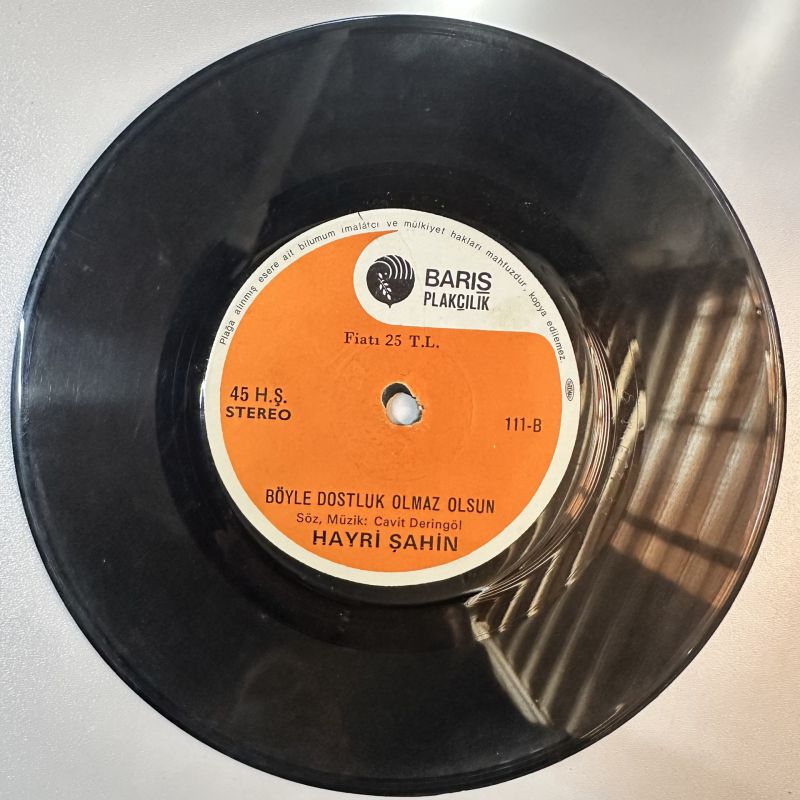 Plağa alınmış esere ait bilumum imalâtcı ve mülkiyet hakları mahfuzdur, kopya edilemez.
BARIŞ
PLAKÇILIK
Fiatı 25 T.L.
45 H.Ş.
STEREO
111-B
BÖYLE DOSTLUK OLMAZ OLSUN
Söz, Müzik: Cavit Deringöl
HAYRİ ŞAHİN